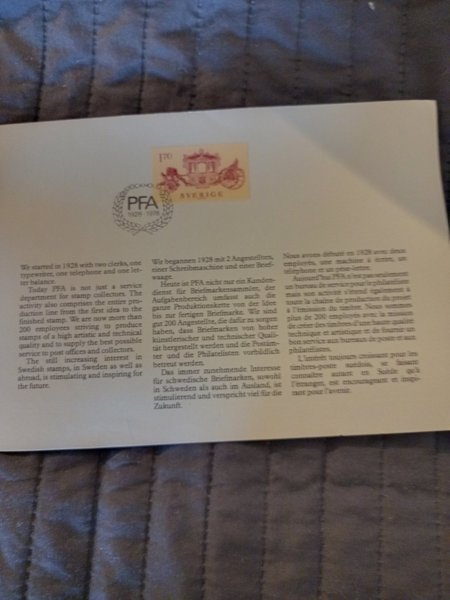 1.70
SVERIGE
PFA
1928-1978
We started in 1928 with two clerks, one
typewriter, one telephone and one let-
ter balance.
Today PFA is not just a service
department for stamp collectors. The
activity also comprises the entire pro-
duction line from the first idea to the
finished stamp. We are now more than
200 employees striving to produce
stamps of a high artistic and technical
quality and to supply the best possible
service to post offices and collectors.
The still increasing interest in
Swedish stamps, in Sweden as well as
abroad, is stimulating and inspiring for
the future.
Wir begannen 1928 mit 2 Angestellten,
einer Schreibmaschine und einer Brief-
waage.
Heute ist PFA nicht nur ein Kunden-
dienst für Briefmarkensammler, der
Aufgabenbereich umfasst auch die
ganze Produktionskette von der Idee
bis zur fertigen Briefmarke. Wir sind
gut 200 Angestellte, die dafür zu sorgen
haben, dass Briefmarken von hoher
künstlerischer und technischer Quali-
tät hergestellt werden und die Postäm-
ter und die Philatelisten vorbildlich
betreut werden.
Das immer zunehmende Interesse
für schwedische Briefmarken, sowohl
in Schweden als auch im Ausland, ist
stimulierend und verspricht viel für die
Zukunft.
Nous avons débuté en 1928 avec deux
employés, une machine à écrire, un
téléphone et un pèse-lettre.
Aujourd'hui PFA n'est pas seulement
un bureau de service pour le philatéliste
mais son activité s'étend également à
toute la chaîne de production du projet
à l'émission du timbre. Nous sommes
plus de 200 employés avec la mission
de créer des timbres d'une haute qualité
technique et artistique et de fournir un
bon service aux bureaux de poste et aux
philatélistes.
L'intérêt toujours croissant pour les
timbres-poste suédois, se faisant
connaître autant en Suède qu'à
l'étranger, est encourageant et inspi-
rant pour l'avenir.